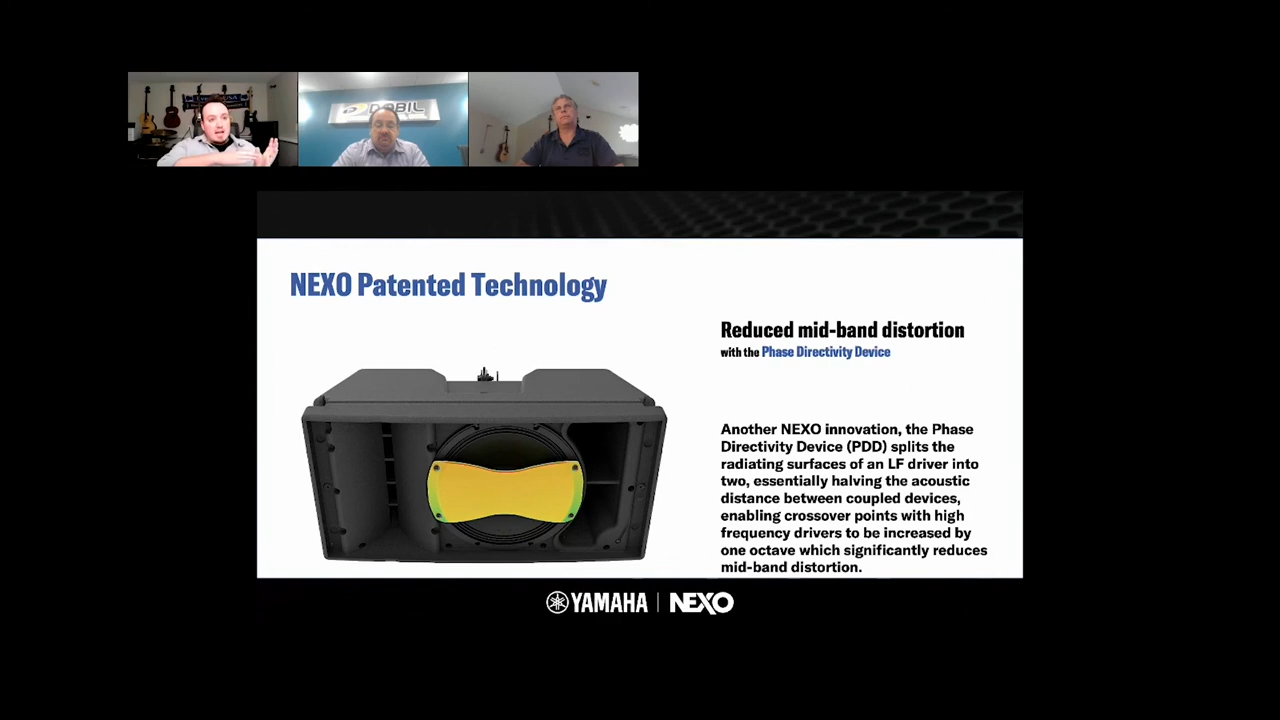 DOBIL
NEXO Patented Technology
Reduced mid-band distortion
with the Phase Directivity Device
Another NEXO innovation, the Phase
Directivity Device (PDD) splits the
radiating surfaces of an LF driver into
two, essentially halving the acoustic
distance between coupled devices,
enabling crossover points with high
frequency drivers to be increased by
one octave which significantly reduces
mid-band distortion.
YAMAHA | NEXO